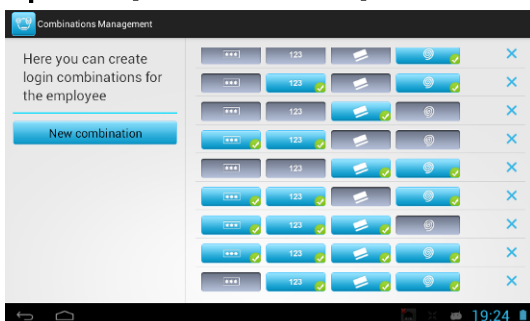 Combinations Management
Here you can create
login combinations for
the employee
New combination
*** 123
*** 123
*** 123
*** 123
*** 123
*** 123
*** 123
*** 123
*** 123
19:24